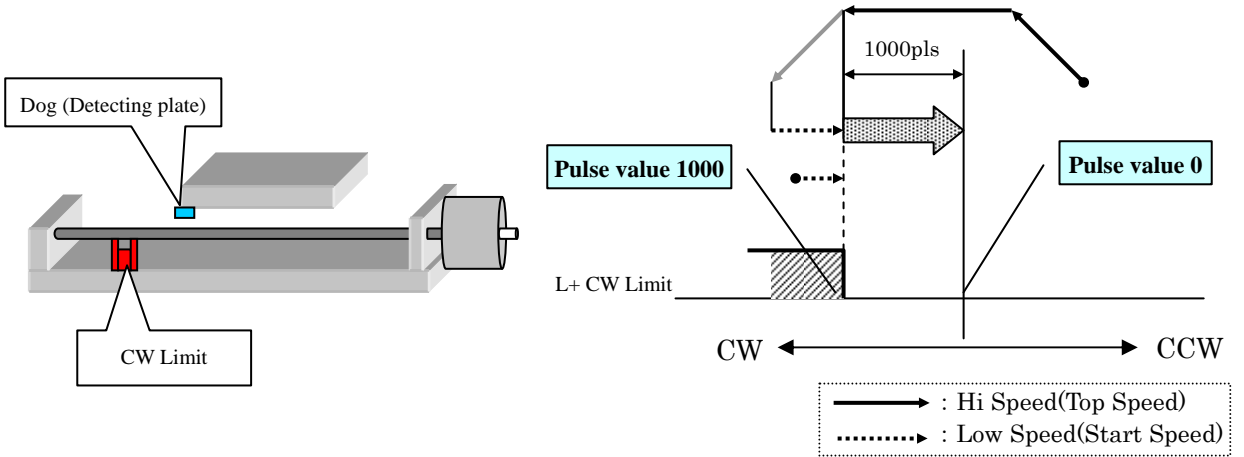 Dog (Detecting plate)
CW Limit
1000pls
Pulse value 1000
Pulse value 0
L+ CW Limit
CW
CCW
: Hi Speed(Top Speed)
: Low Speed(Start Speed)